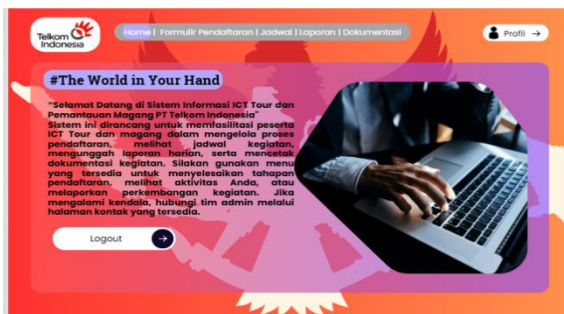 Telkom
Indonesia
Home | Formulir Pendaftaran | Jadwal | Laporan | Dokumentasi
Profil →
#The World in Your Hand
"Selamat Datang di Sistem Informasi ICT Tour dan
Pemantauan Magang PT Telkom Indonesia"
Sistem ini dirancang untuk memfasilitasi peserta
ICT Tour dan magang dalam mengelola proses
pendaftaran, melihat jadwal kegiatan,
mengunggah laporan harian, serta mencetak
dokumentasi kegiatan. Silakan gunakan menu
yang tersedia untuk menyelesaikan tahapan
pendaftaran, melihat aktivitas Anda, atau
melaporkan perkembangan kegiatan. Jika
mengalami kendala, hubungi tim admin melalui
halaman kontak yang tersedia.
Logout →